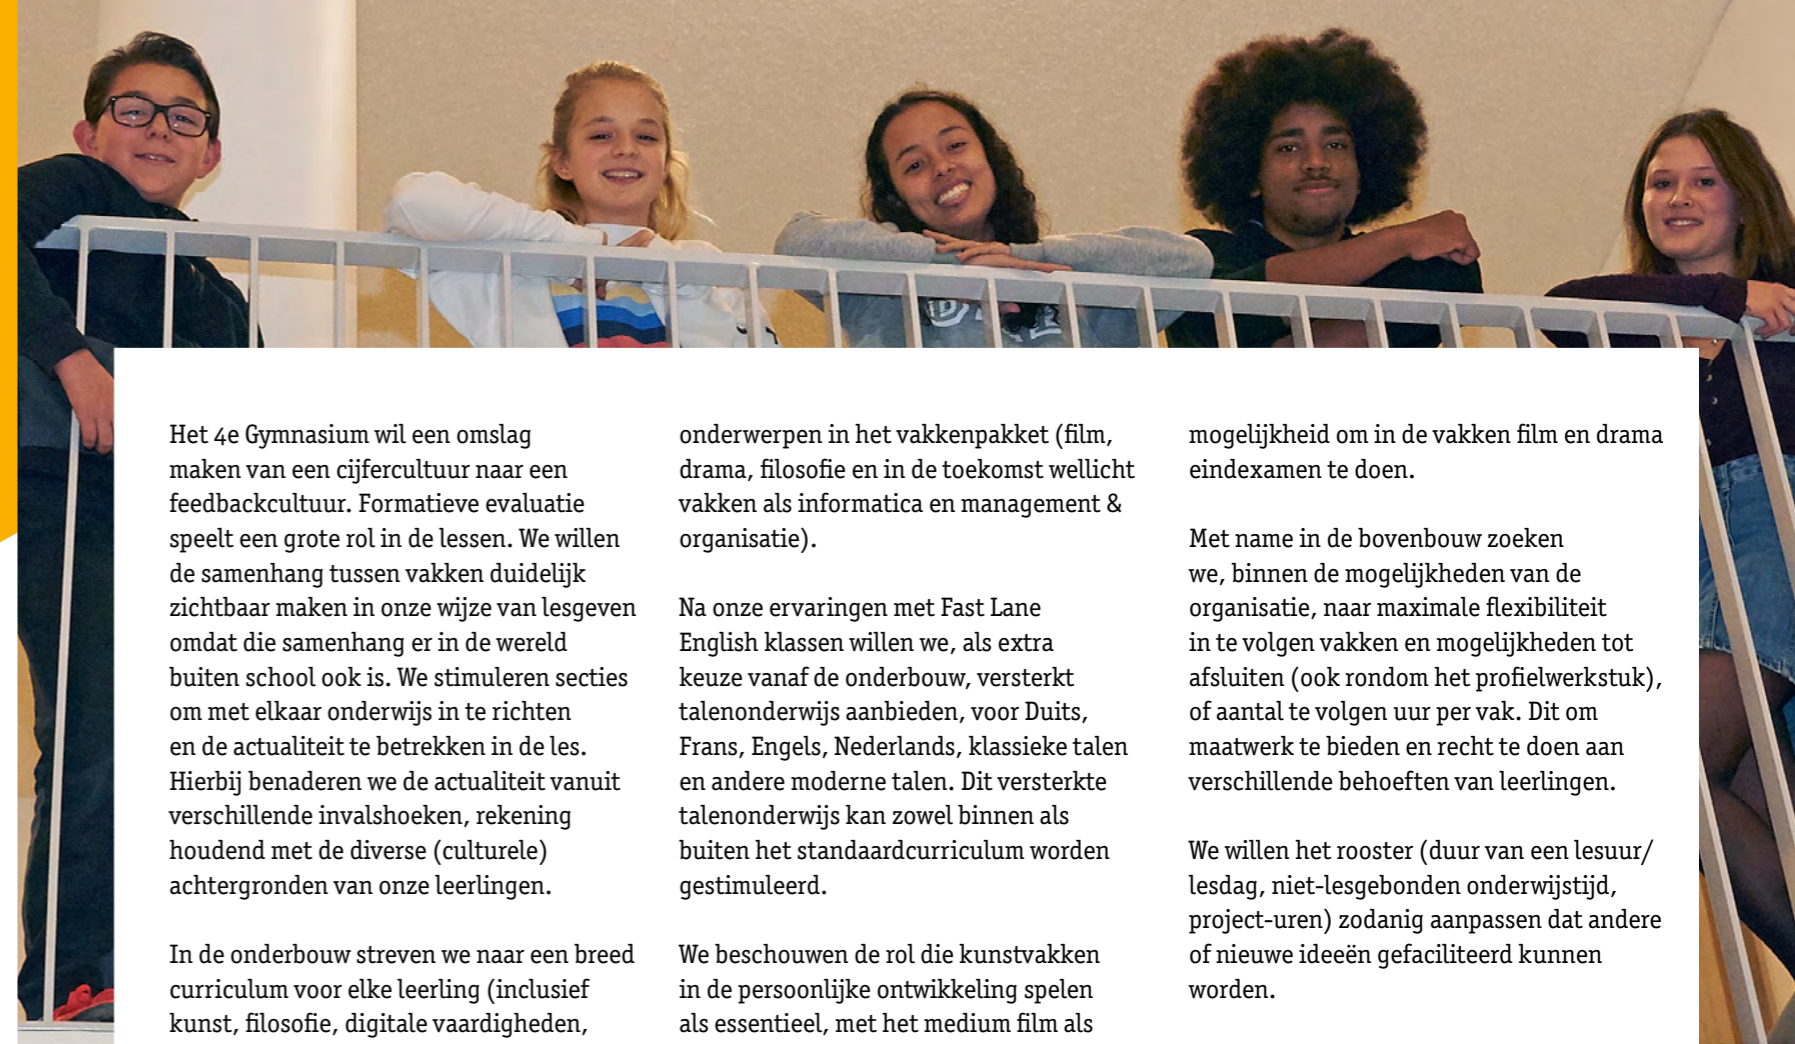 Het 4e Gymnasium wil een omslag
maken van een cijfercultuur naar een
feedbackcultuur. Formatieve evaluatie
speelt een grote rol in de lessen. We willen
de samenhang tussen vakken duidelijk
zichtbaar maken in onze wijze van lesgeven
omdat die samenhang er in de wereld
buiten school ook is. We stimuleren secties
om met elkaar onderwijs in te richten
en de actualiteit te betrekken in de les.
Hierbij benaderen we de actualiteit vanuit
verschillende invalshoeken, rekening
houdend met de diverse (culturele)
achtergronden van onze leerlingen.
In de onderbouw streven we naar een breed
curriculum voor elke leerling (inclusief
kunst, filosofie, digitale vaardigheden,
onderwerpen in het vakkenpakket (film,
drama, filosofie en in de toekomst wellicht
vakken als informatica en management &
organisatie).
Na onze ervaringen met Fast Lane
English klassen willen we, als extra
keuze vanaf de onderbouw, versterkt
talenonderwijs aanbieden, voor Duits,
Frans, Engels, Nederlands, klassieke talen
en andere moderne talen. Dit versterkte
talenonderwijs kan zowel binnen als
buiten het standaardcurriculum worden
gestimuleerd.
We beschouwen de rol die kunstvakken
in de persoonlijke ontwikkeling spelen
als essentieel, met het medium film als
mogelijkheid om in de vakken film en drama
eindexamen te doen.
Met name in de bovenbouw zoeken
we, binnen de mogelijkheden van de
organisatie, naar maximale flexibiliteit
in te volgen vakken en mogelijkheden tot
afsluiten (ook rondom het profielwerkstuk),
of aantal te volgen uur per vak. Dit om
maatwerk te bieden en recht te doen aan
verschillende behoeften van leerlingen.
We willen het rooster (duur van een lesuur/
lesdag, niet-lesgebonden onderwijstijd,
project-uren) zodanig aanpassen dat andere
of nieuwe ideeën gefaciliteerd kunnen
worden.